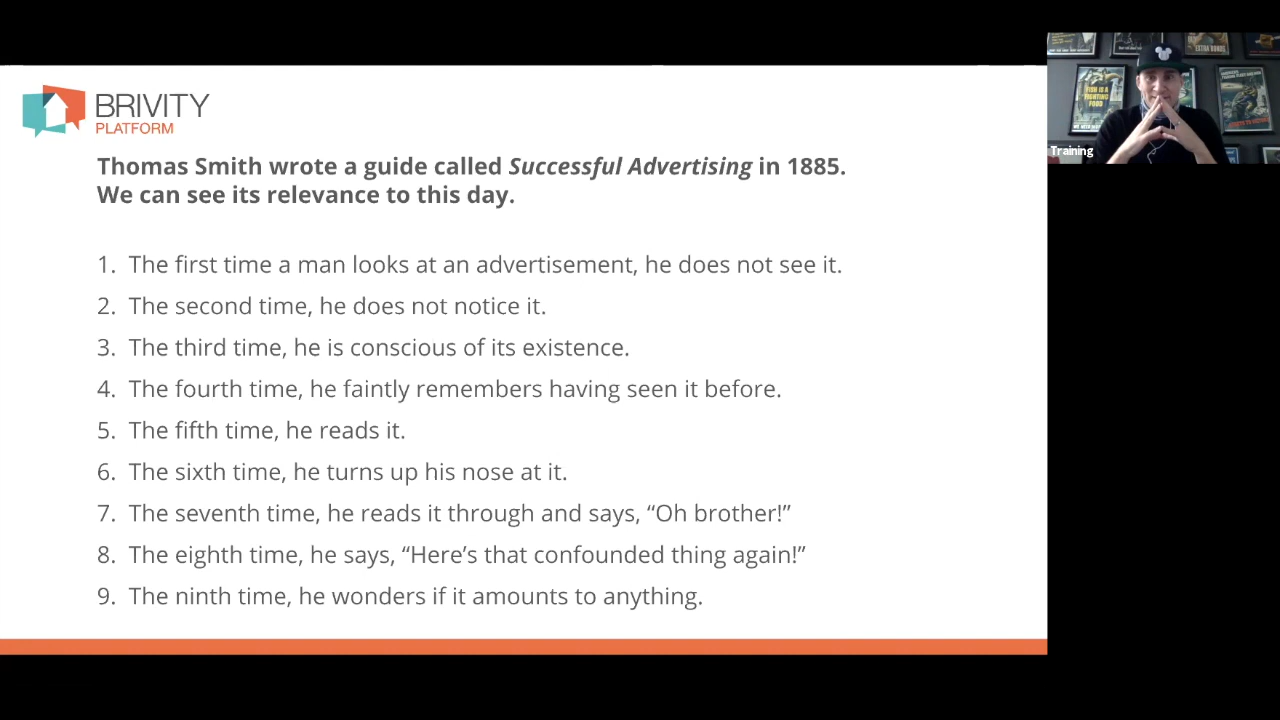 BRIVITY
PLATFORM
Thomas Smith wrote a guide called Successful Advertising in 1885.
We can see its relevance to this day.
1. The first time a man looks at an advertisement, he does not see it.
2. The second time, he does not notice it.
3. The third time, he is conscious of its existence.
4. The fourth time, he faintly remembers having seen it before.
5. The fifth time, he reads it.
6. The sixth time, he turns up his nose at it.
7. The seventh time, he reads it through and says, “Oh brother!”
8. The eighth time, he says, “Here’s that confounded thing again!”
9. The ninth time, he wonders if it amounts to anything.
EXTRA BONDS
FISH IS A
FIGHTING
FOOD
Training